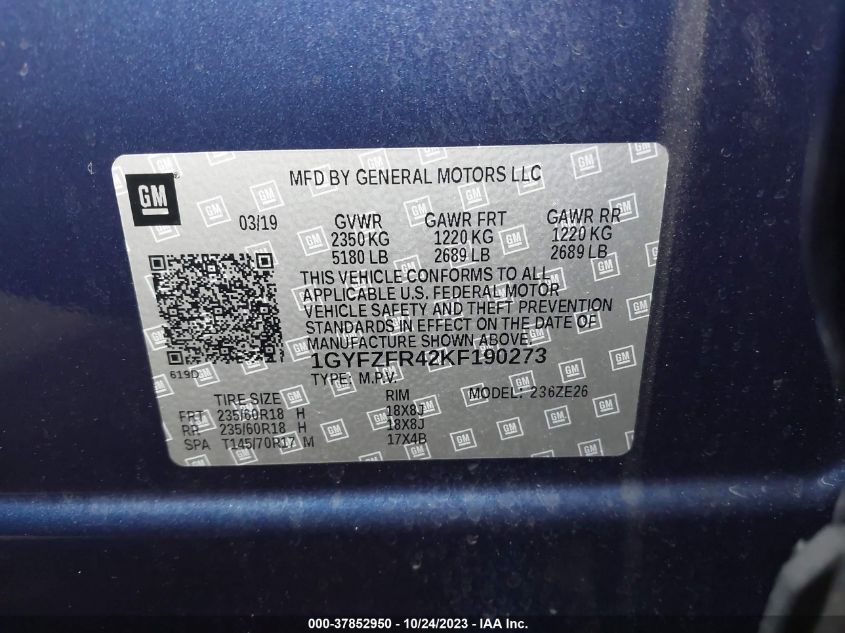 GM
MFD BY GENERAL MOTORS LLC
03/19 GVWR GAWR FRT GAWR RR
2350 KG 1220 KG 1220 KG
5180 LB 2689 LB 2689 LB
THIS VEHICLE CONFORMS TO ALL
APPLICABLE U.S. FEDERAL MOTOR
VEHICLE SAFETY AND THEFT PREVENTION
STANDARDS IN EFFECT ON THE DATE OF
MANUFACTURE SHOWN ABOVE.
619D 1GYFZFR42KF190273
TYPE: M.P.V. MODEL: 236ZE26
TIRE SIZE RIM
FRT 235/60R18 H 18X8J
RR 235/60R18 H 18X8J
SPA T145/70R17 M 17X4B
000-37852950 - 10/24/2023 - IAA Inc.